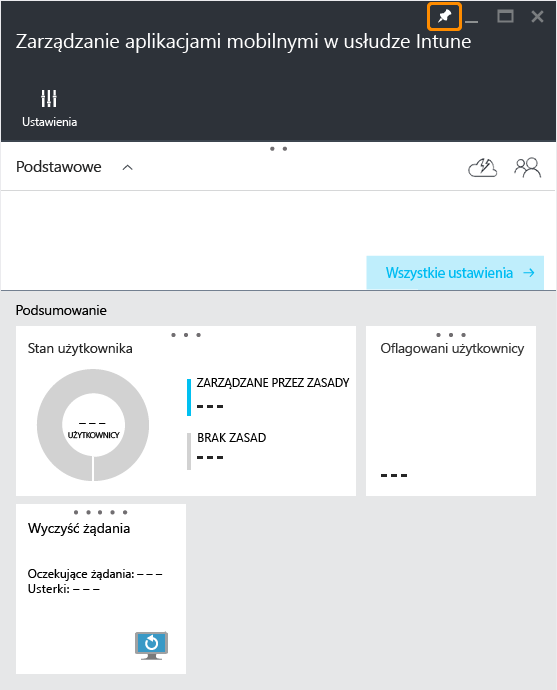 Zarządzanie aplikacjami mobilnymi w usłudze Intune
Ustawienia
Podstawowe
Wszystkie ustawienia →
Podsumowanie
Stan użytkownika
– – –
UŻYTKOWNICY
ZARZĄDZANE PRZEZ ZASADY
– – –
BRAK ZASAD
– – –
Oflagowani użytkownicy
– – –
Wyczyść żądania
Oczekujące żądania: – – –
Usterki: – – –